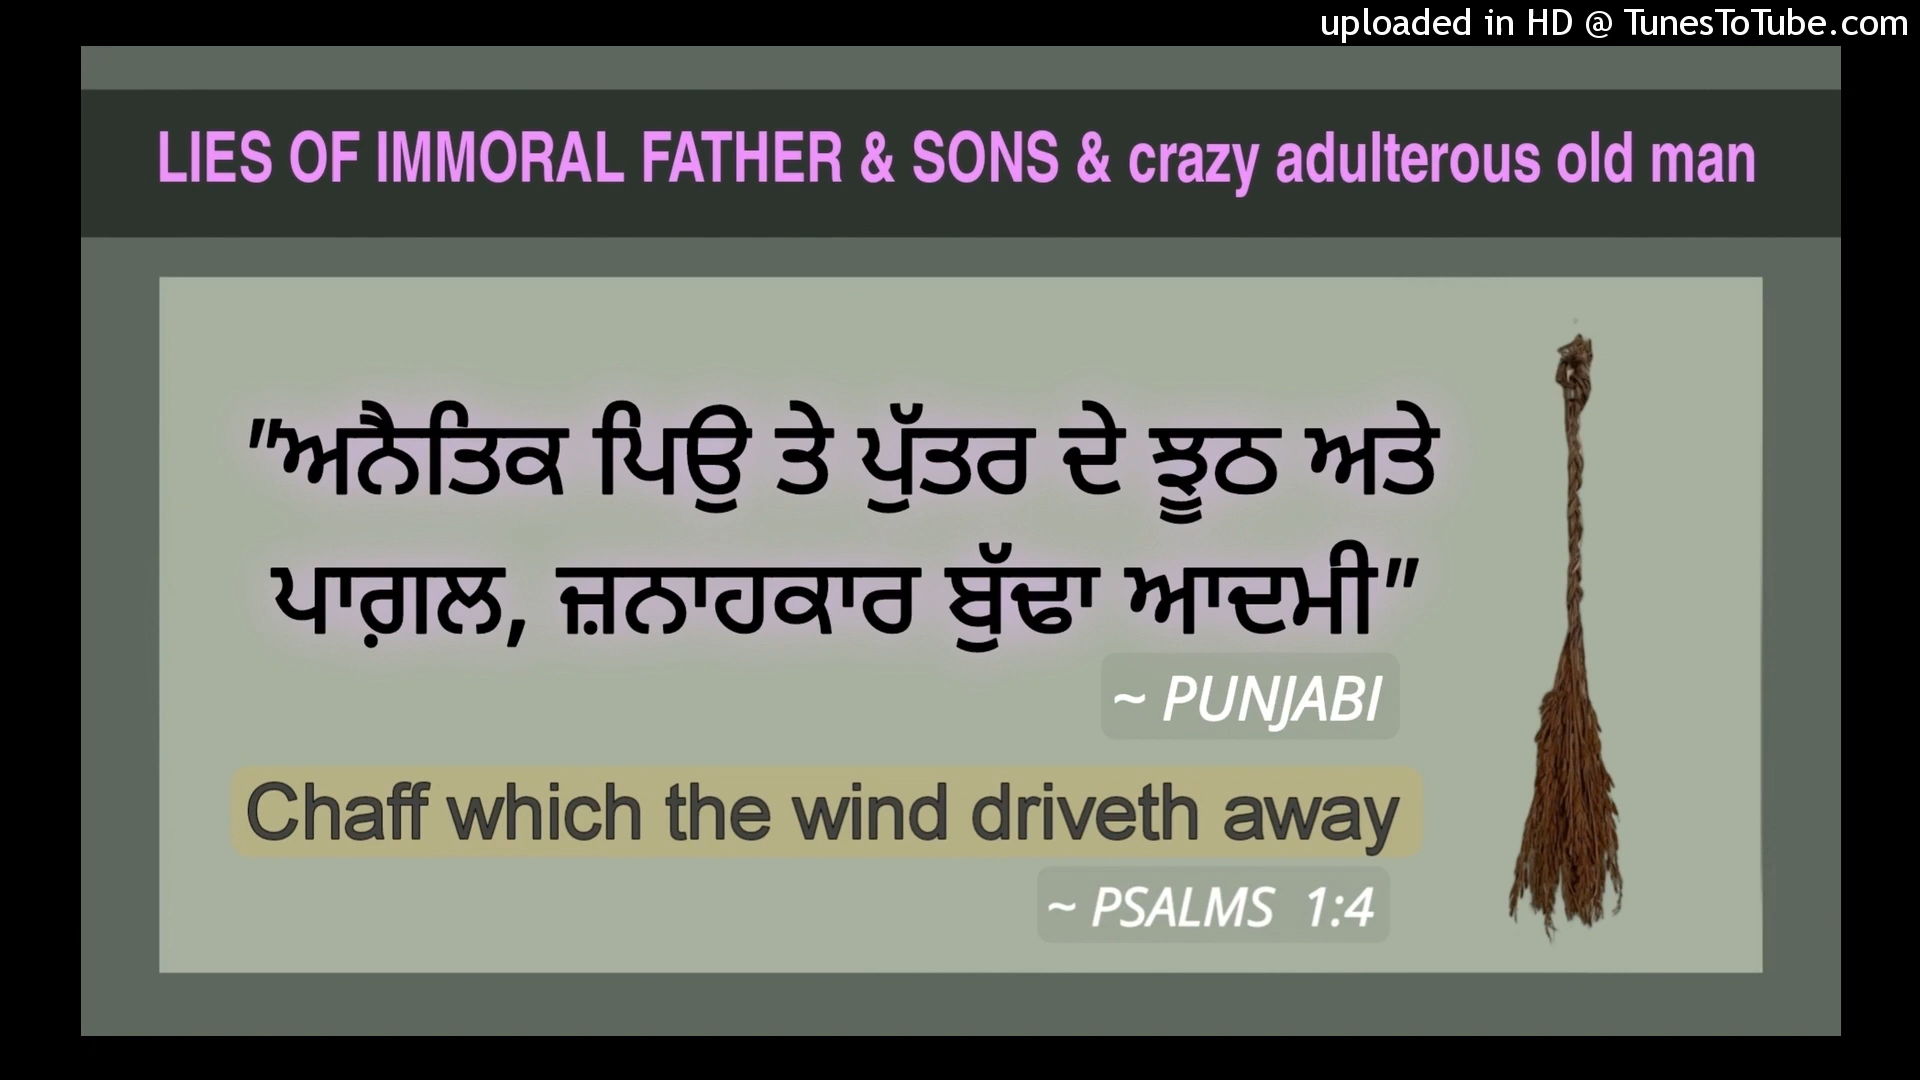 uploaded in HD @ TunesToTube.com
LIES OF IMMORAL FATHER & SONS & crazy adulterous old man
"ਅਨੈਤਿਕ ਪਿਉ ਤੇ ਪੁੱਤਰ ਦੇ ਝੂਠ ਅਤੇ
ਪਾਗ਼ਲ, ਜ਼ਨਾਹਕਾਰ ਬੁੱਢਾ ਆਦਮੀ"
~ PUNJABI
Chaff which the wind driveth away
~ PSALMS 1:4